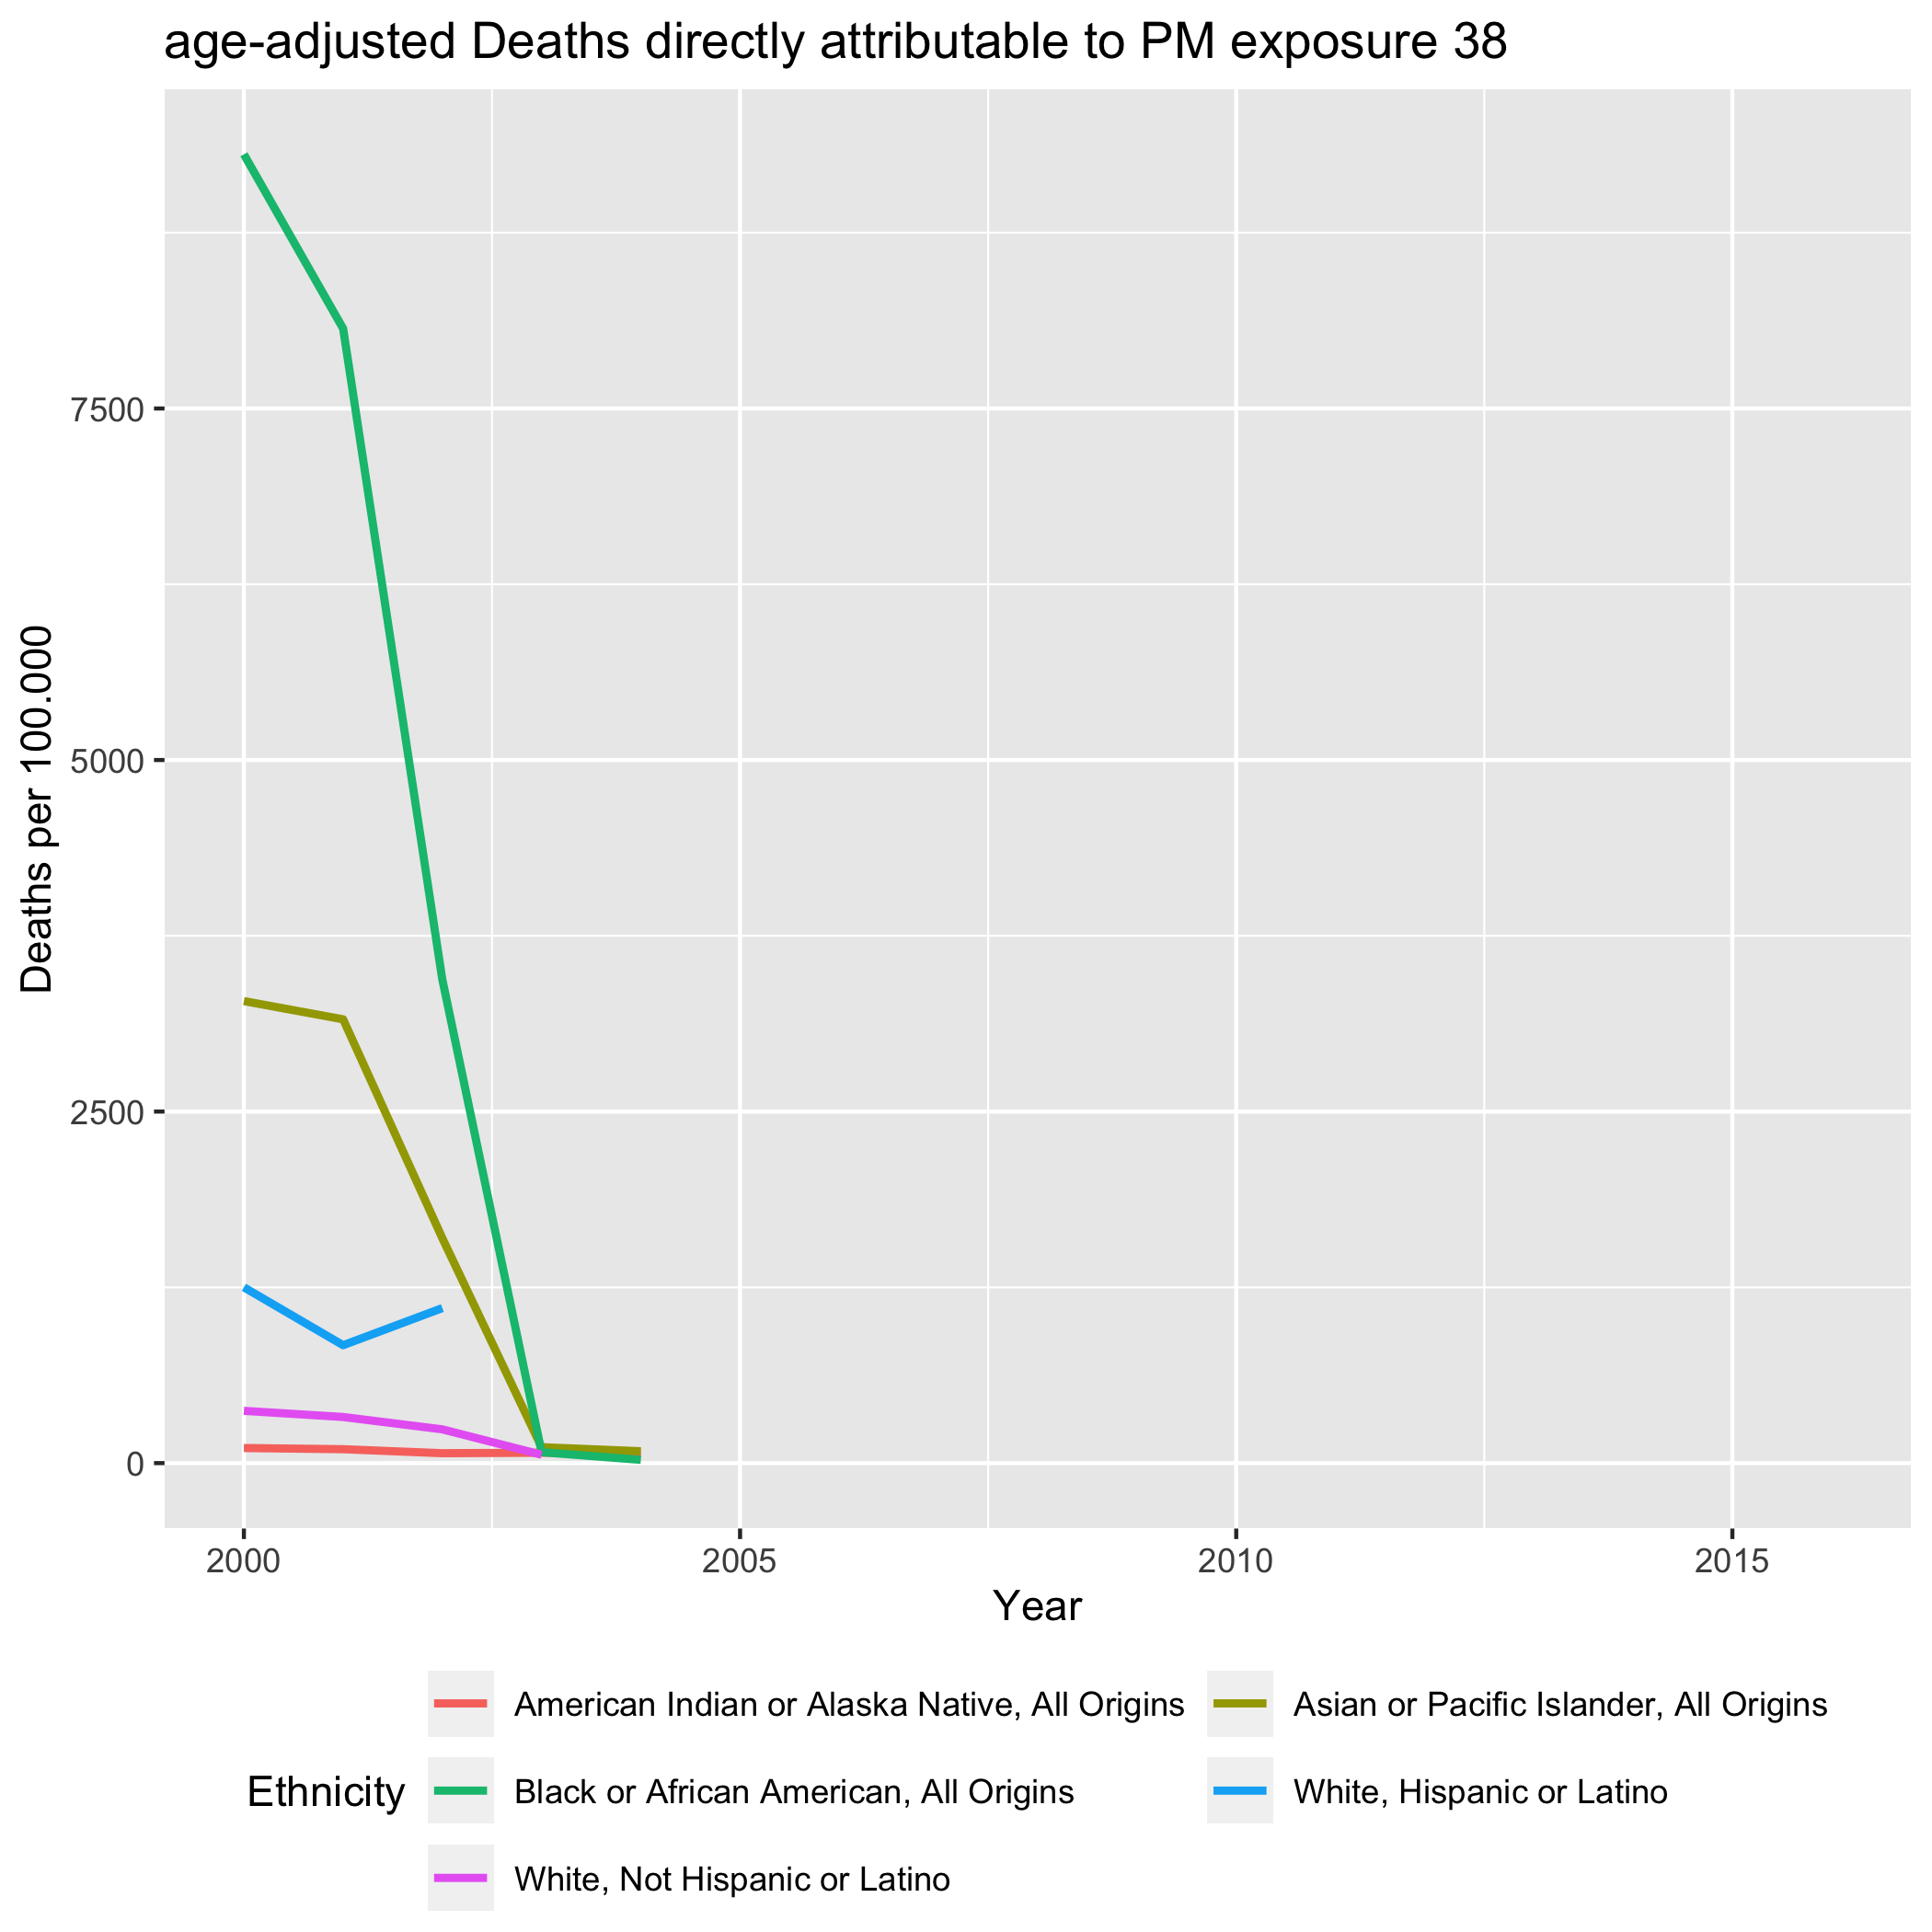 age-adjusted Deaths directly attributable to PM exposure 38
Deaths per 100.000
7500
5000
2500
0
2000 2005 2010 2015
Year
Ethnicity
American Indian or Alaska Native, All Origins
Asian or Pacific Islander, All Origins
Black or African American, All Origins
White, Hispanic or Latino
White, Not Hispanic or Latino